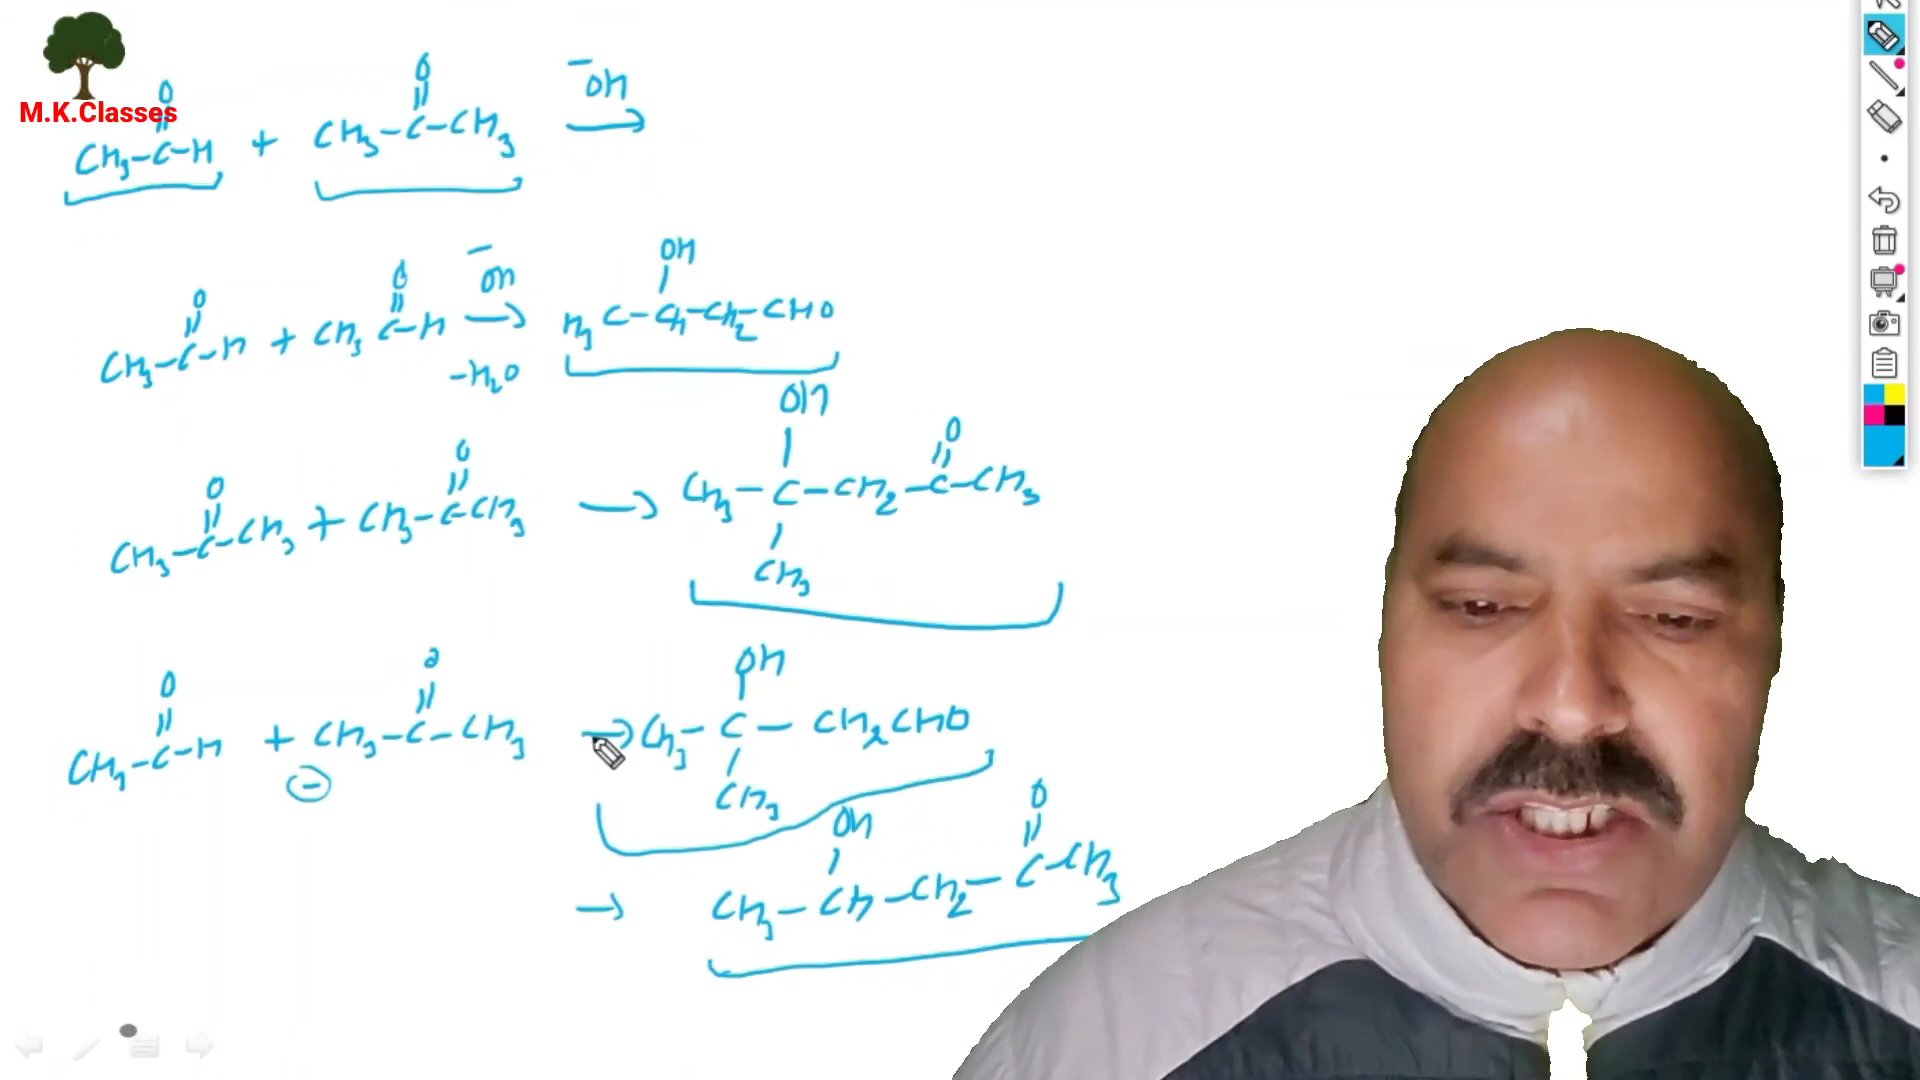 M.K.Classes
O
||
CH3-C-H + CH3-C-CH3
O
||
-OH
→
O
||
CH3-C-H + CH3 C-H
O
||
-OH
→
-H2O
OH
|
H3C-CH-CH2-CHO
O
||
CH3-C-CH3 + CH3-C-CH3
O
||
→
OH
|
CH3-C-CH2-C-CH3
|
CH3
O
||
O
||
CH3-C-H + CH3-C-CH3
O
||
⊖
→
OH
|
CH3-C-CH2CHO
|
CH3
→
OH
|
CH3-CH-CH2-C-CH3
O
||